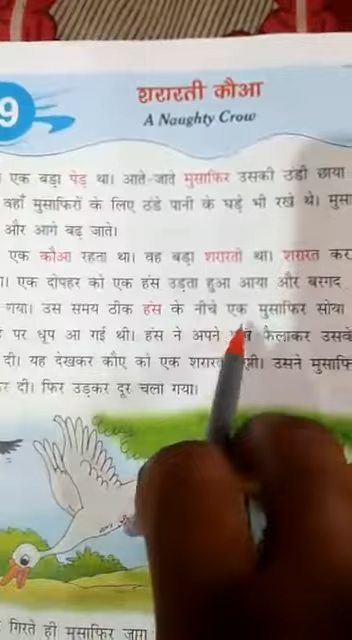 9
शरारती कौआ
A Naughty Crow
एक बड़ा पेड़ था। आते-जाते मुसाफिर उसकी ठंडी छाया
वहाँ मुसाफिरों के लिए ठंडे पानी के घड़े भी रखे थे। मुसा
और आगे बढ़ जाते।
एक कौआ रहता था। वह बड़ा शरारती था। शरारत कर
एक दोपहर को एक हंस उड़ता हुआ आया और बरगद
गया। उस समय ठीक हंस के नीचे एक मुसाफिर सोया
पर धूप आ गई थी। हंस ने अपने फैलाकर उसके
दी। यह देखकर कौए को एक शरारत उसने मुसाफि
दी। फिर उड़कर दूर चला गया।
गिरते ही मुसाफिर जाग